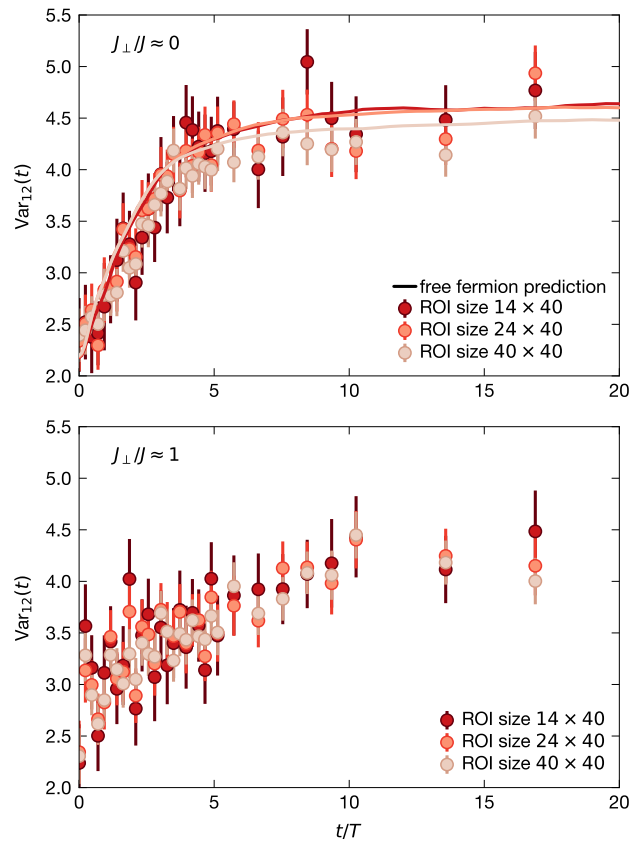 J⊥/J ≈ 0
5.5
5.0
4.5
4.0
3.5
3.0
2.5
2.0
Var₁₂(t)
free fermion prediction
ROI size 14 × 40
ROI size 24 × 40
ROI size 40 × 40
0
5
10
15
20
J⊥/J ≈ 1
5.5
5.0
4.5
4.0
3.5
3.0
2.5
2.0
Var₁₂(t)
ROI size 14 × 40
ROI size 24 × 40
ROI size 40 × 40
0
5
10
15
20
t/T